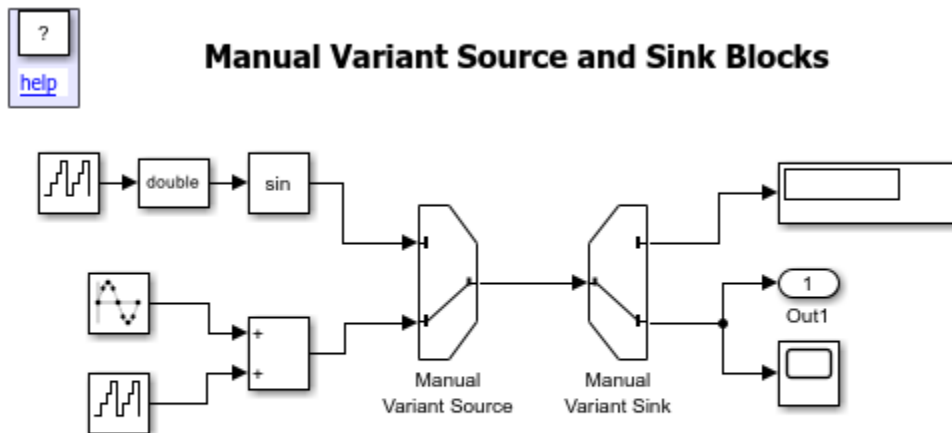 ?
help
Manual Variant Source and Sink Blocks
double
sin
+
+
Manual
Variant Source
Manual
Variant Sink
1
Out1